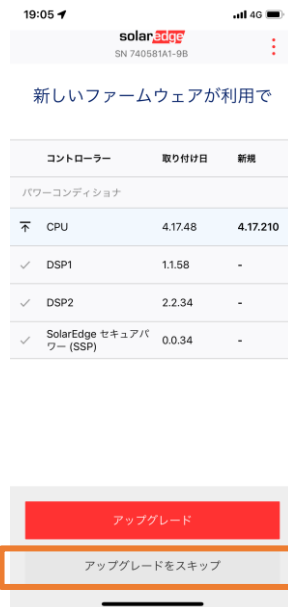 19:05 4G
solaredge
SN 740581A1-9B
新しいファームウェアが利用で
コントローラー 取り付け日 新規
パワーコンディショナ
CPU 4.17.48 4.17.210
DSP1 1.1.58 -
DSP2 2.2.34 -
SolarEdge セキュアパ
ワー (SSP) 0.0.34 -
アップグレード
アップグレードをスキップ